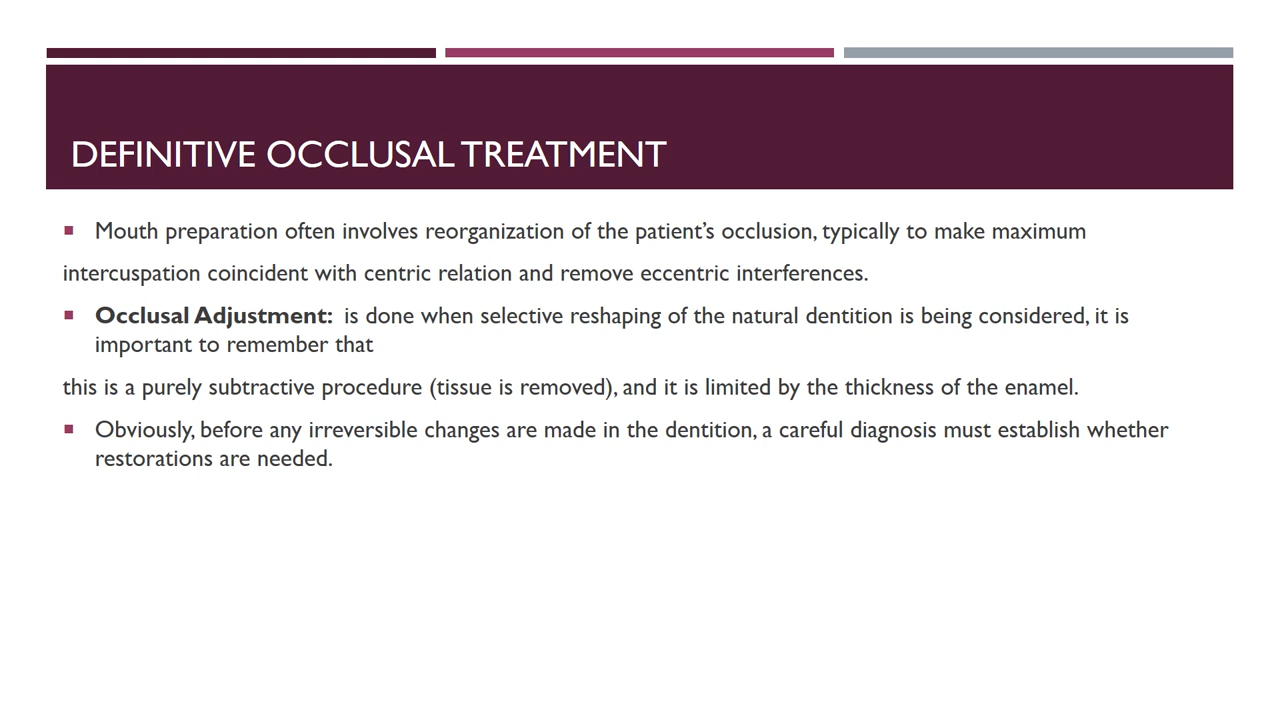 DEFINITIVE OCCLUSAL TREATMENT
▪ Mouth preparation often involves reorganization of the patient’s occlusion, typically to make maximum
intercuspation coincident with centric relation and remove eccentric interferences.
▪ Occlusal Adjustment: is done when selective reshaping of the natural dentition is being considered, it is
important to remember that
this is a purely subtractive procedure (tissue is removed), and it is limited by the thickness of the enamel.
▪ Obviously, before any irreversible changes are made in the dentition, a careful diagnosis must establish whether
restorations are needed.